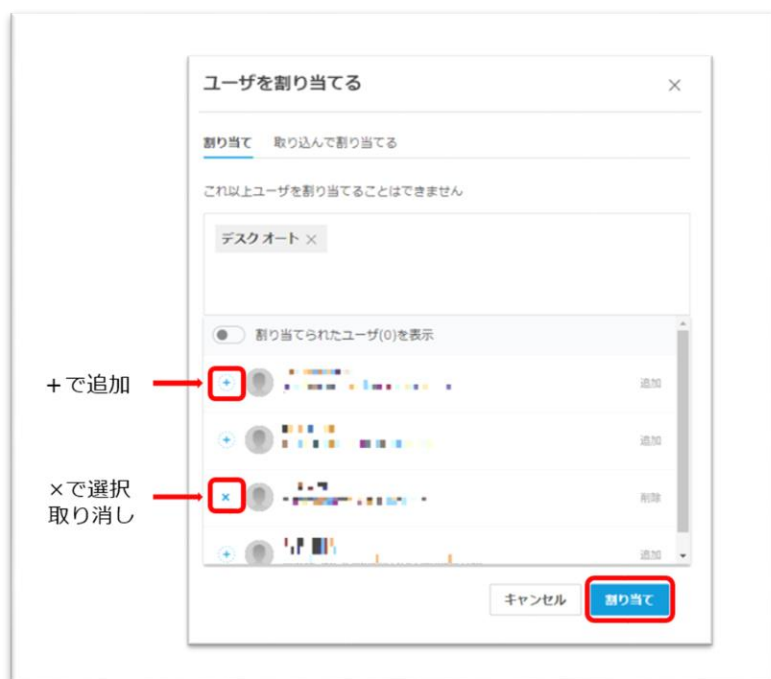 ユーザを割り当てる ×
割り当て 取り込んで割り当てる
これ以上ユーザを割り当てることはできません
デスク オート ×
割り当てられたユーザ(0)を表示
+で追加
+ 追加
+ 追加
×で選択
取り消し
× 削除
+ 追加
キャンセル 割り当て